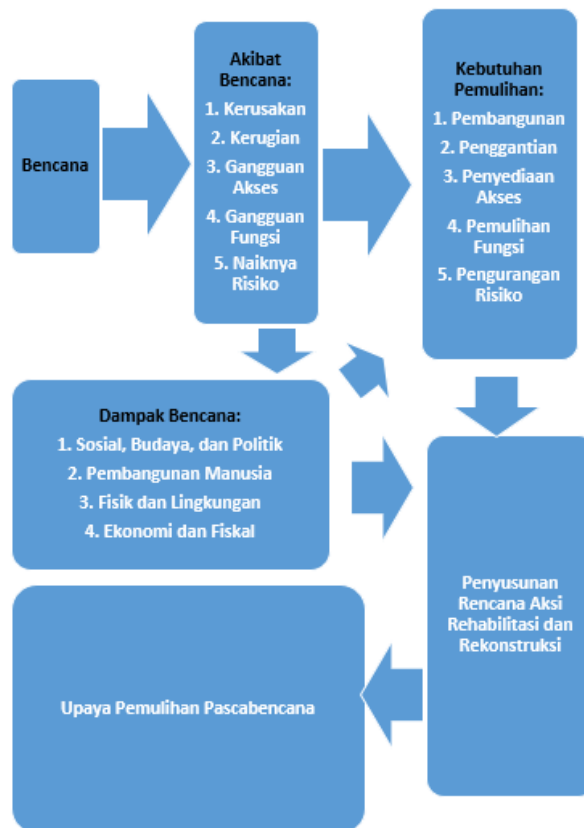 Bencana
Akibat
Bencana:
1. Kerusakan
2. Kerugian
3. Gangguan
Akses
4. Gangguan
Fungsi
5. Naiknya
Risiko
Kebutuhan
Pemulihan:
1. Pembangunan
2. Penggantian
3. Penyediaan
Akses
4. Pemulihan
Fungsi
5. Pengurangan
Risiko
Dampak Bencana:
1. Sosial, Budaya, dan Politik
2. Pembangunan Manusia
3. Fisik dan Lingkungan
4. Ekonomi dan Fiskal
Penyusunan
Rencana Aksi
Rehabilitasi dan
Rekonstruksi
Upaya Pemulihan Pascabencana